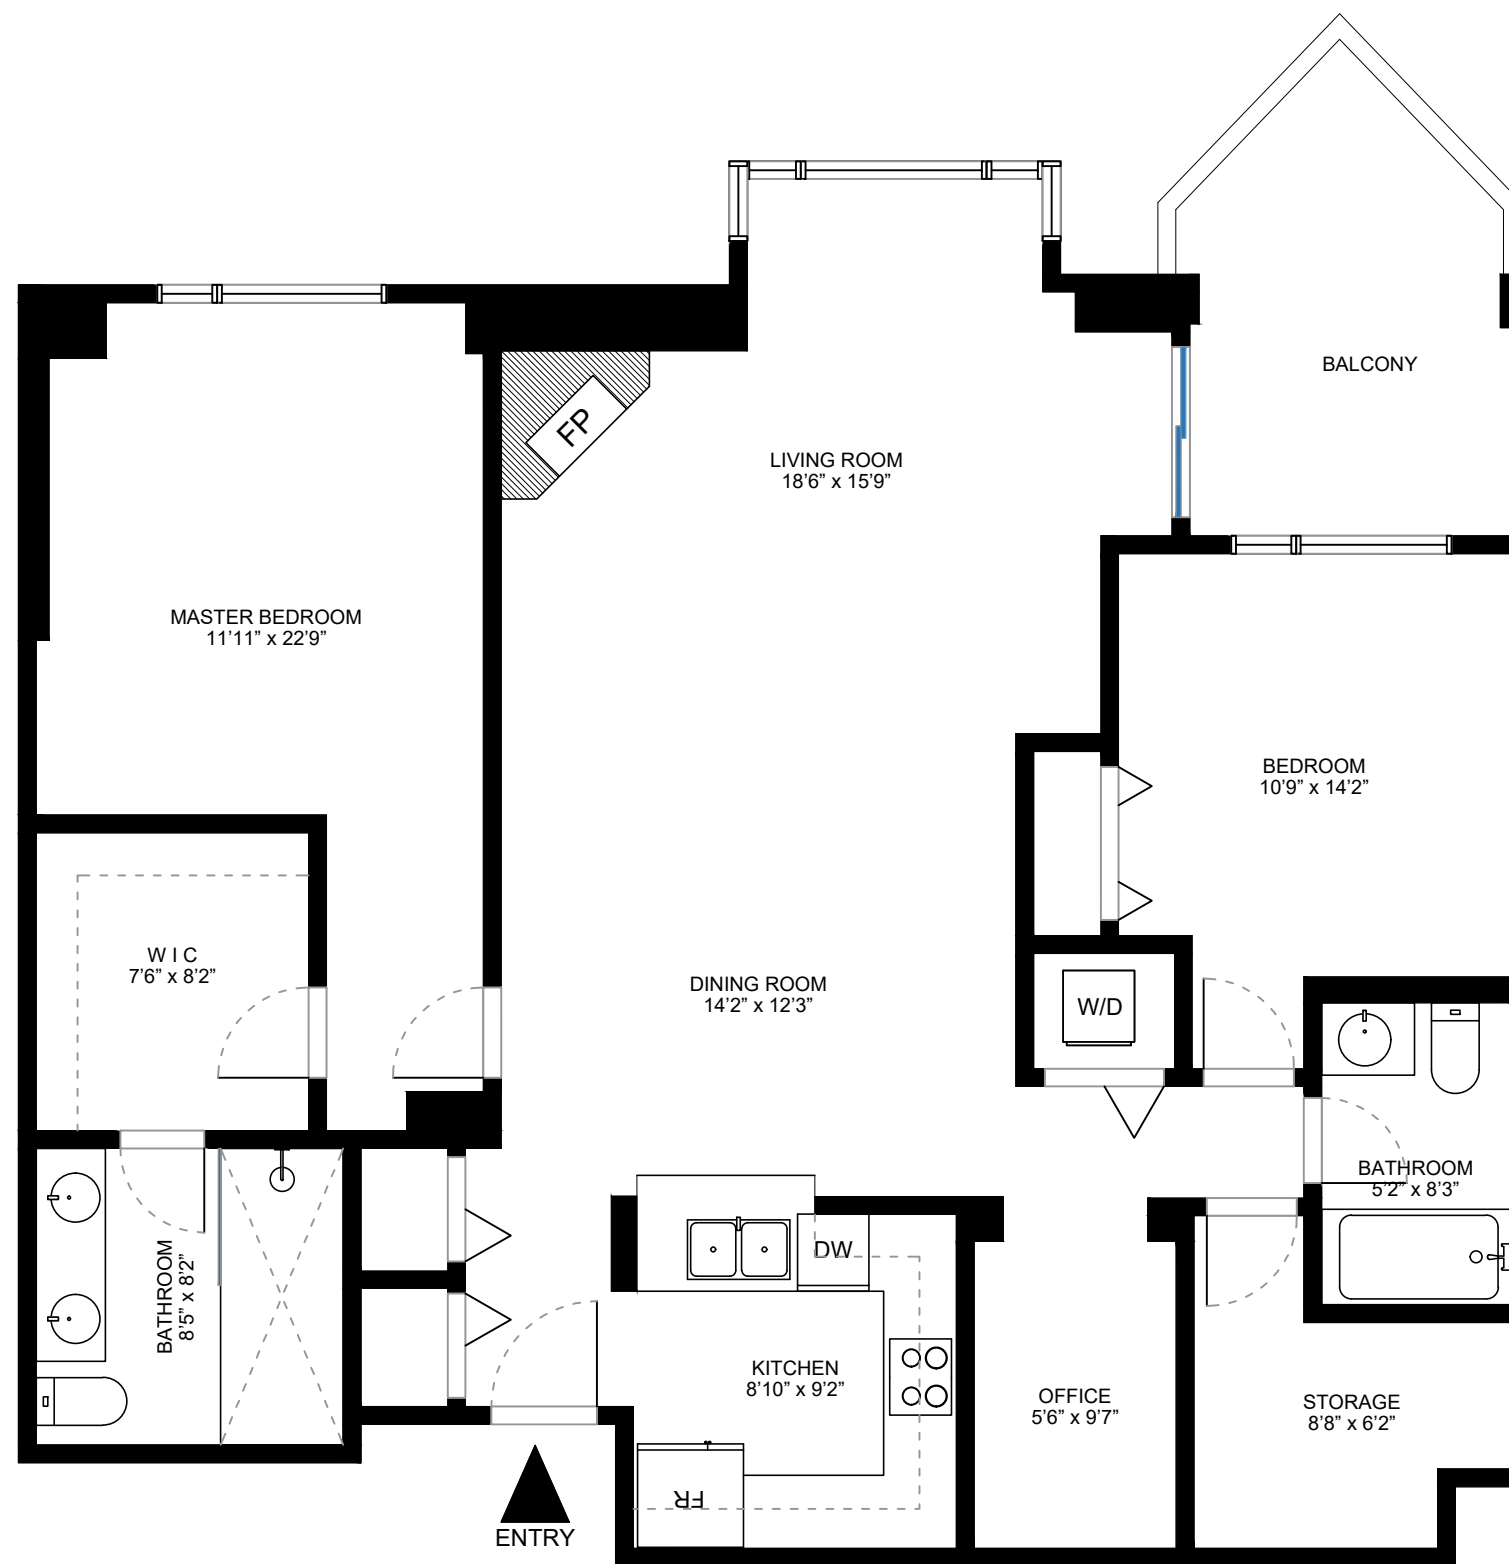 BALCONY
FP
LIVING ROOM
18’6” x 15’9”
MASTER BEDROOM
11’11” x 22’9”
BEDROOM
10’9” x 14’2”
W I C
7’6” x 8’2”
DINING ROOM
14’2” x 12’3”
W/D
BATHROOM
5’2” x 8’3”
BATHROOM
8’5” x 8’2”
DW
KITCHEN
8’10” x 9’2”
OFFICE
5’6” x 9’7”
STORAGE
8’8” x 6’2”
FR
ENTRY